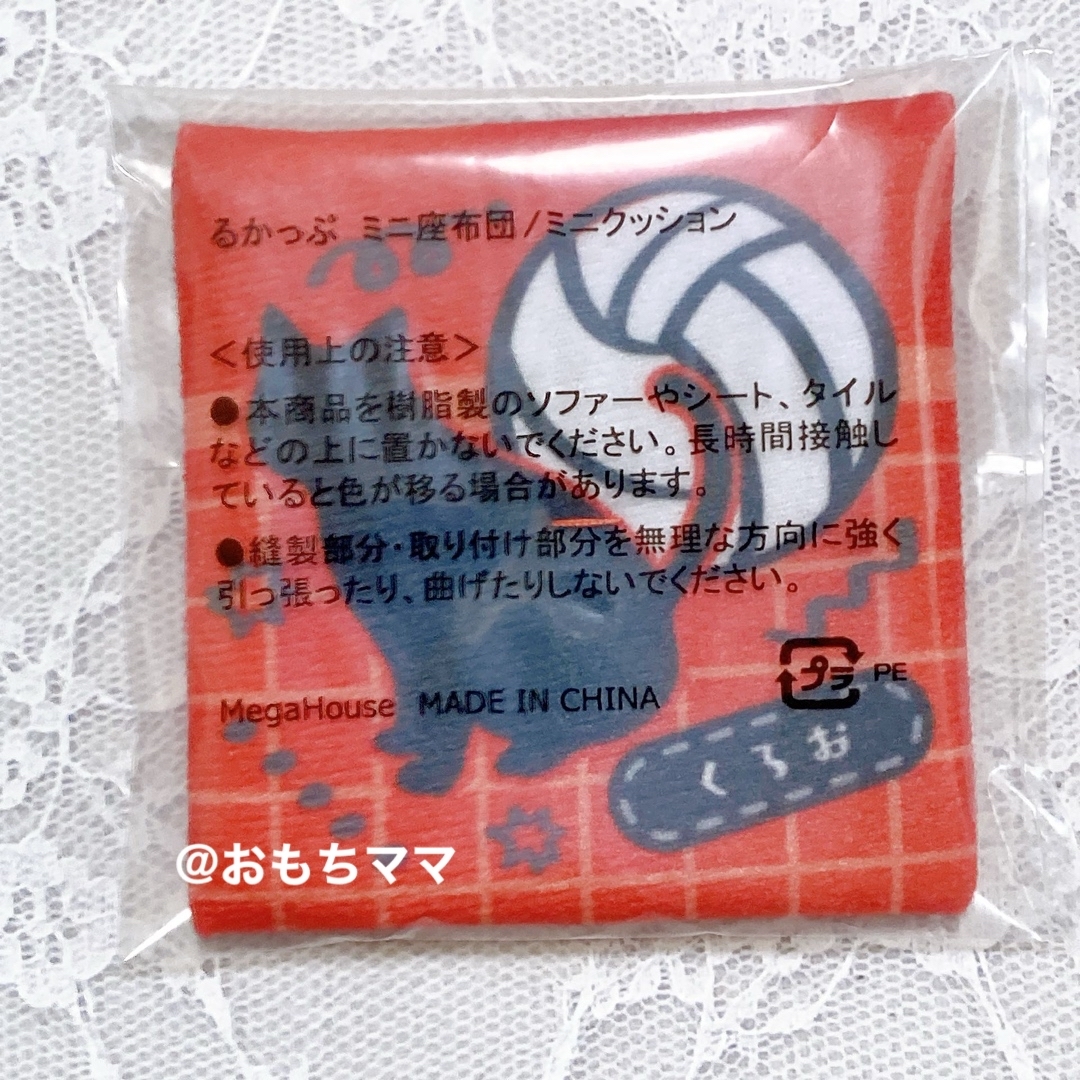 るかっぷ ミニ座布団/ミニクッション
＜使用上の注意＞
●本商品を樹脂製のソファーやシート、タイル
などの上に置かないでください。長時間接触し
ていると色が移る場合があります。
●縫製部分・取り付け部分を無理な方向に強く
引っ張ったり、曲げたりしないでください。
プラ PE
MegaHouse MADE IN CHINA
くろお
@おもちママ